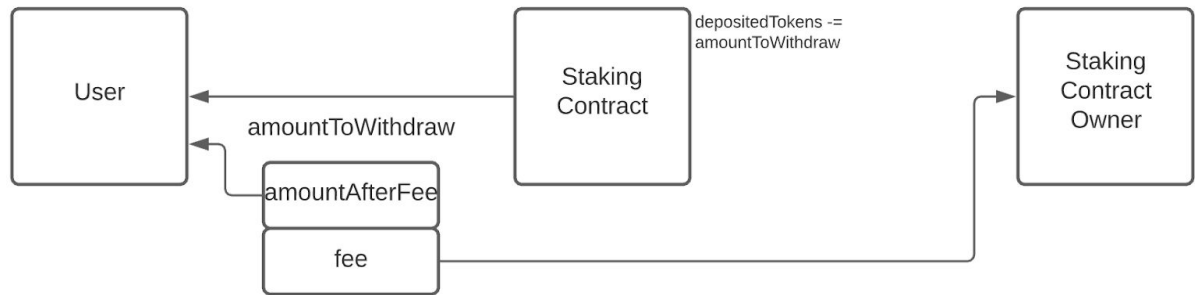 User
Staking
Contract
depositedTokens -=
amountToWithdraw
Staking
Contract
Owner
amountToWithdraw
amountAfterFee
fee